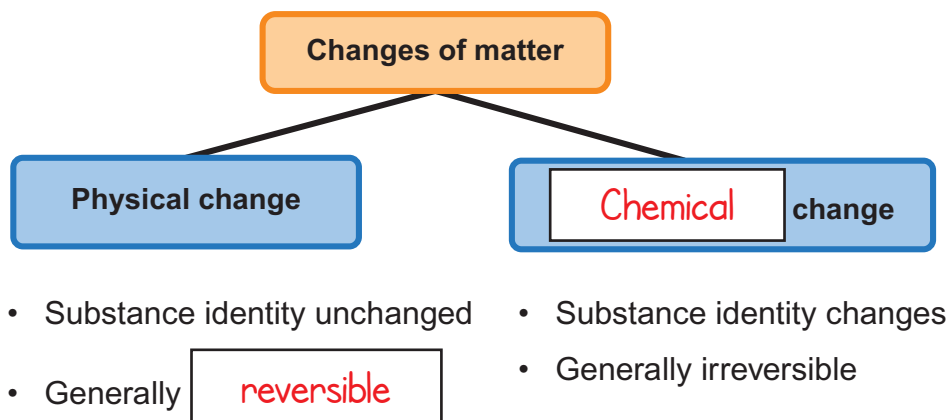 Changes of matter
Physical change
Chemical change
• Substance identity unchanged
• Generally reversible
• Substance identity changes
• Generally irreversible